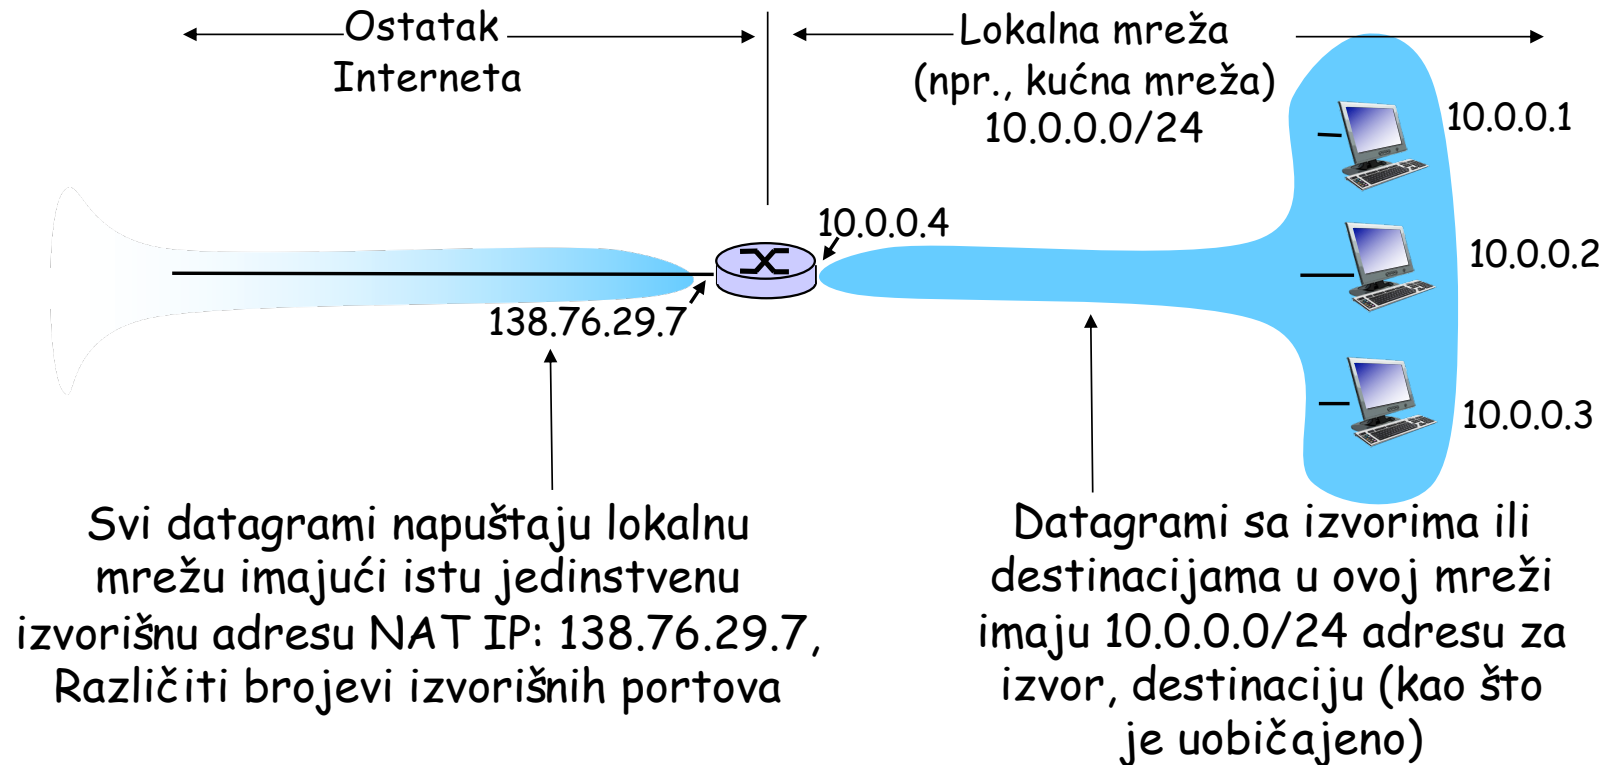 Ostatak
Interneta
Lokalna mreža
(npr., kućna mreža)
10.0.0.0/24
10.0.0.1
10.0.0.4
10.0.0.2
138.76.29.7
10.0.0.3
Svi datagrami napuštaju lokalnu
mrežu imajući istu jedinstvenu
izvorišnu adresu NAT IP: 138.76.29.7,
Različiti brojevi izvorišnih portova
Datagrami sa izvorima ili
destinacijama u ovoj mreži
imaju 10.0.0.0/24 adresu za
izvor, destinaciju (kao što
je uobičajeno)